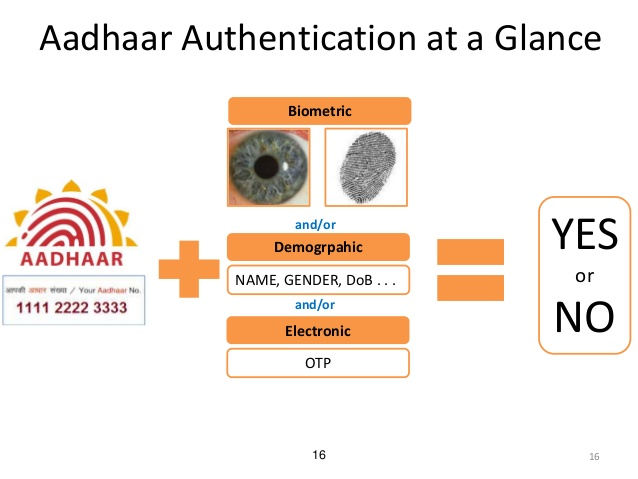 Aadhaar Authentication at a Glance
Biometric
and/or
Demogrpahic
NAME, GENDER, DoB . . .
and/or
Electronic
OTP
AADHAAR
आपकी आधार संख्या / Your Aadhaar No.
1111 2222 3333
YES
or
NO
16
16